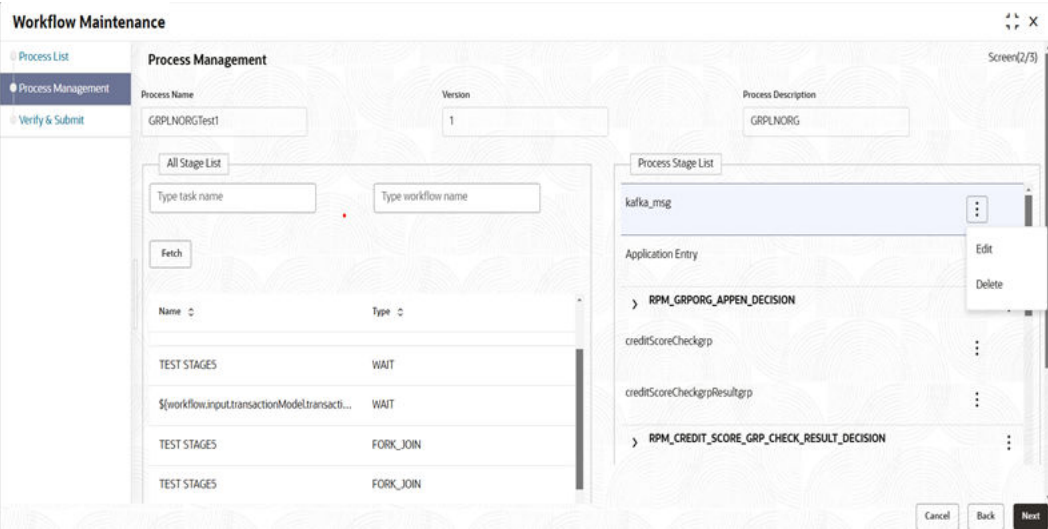 Workflow Maintenance
Process List
Process Management
Verify & Submit
Process Management
Screen(2/3)
Process Name
Version
Process Description
GRPLNORGTest1
1
GRPLNORG
All Stage List
Type task name
Type workflow name
Fetch
Name
Type
TEST STAGE5
WAIT
${workflow.input.transactionModel.transacti...
WAIT
TEST STAGE5
FORK_JOIN
TEST STAGE5
FORK_JOIN
Process Stage List
kafka_msg
Edit
Delete
Application Entry
RPM_GRPORG_APPEN_DECISION
creditScoreCheckgrp
creditScoreCheckgrpResultgrp
RPM_CREDIT_SCORE_GRP_CHECK_RESULT_DECISION
Cancel
Back
Next